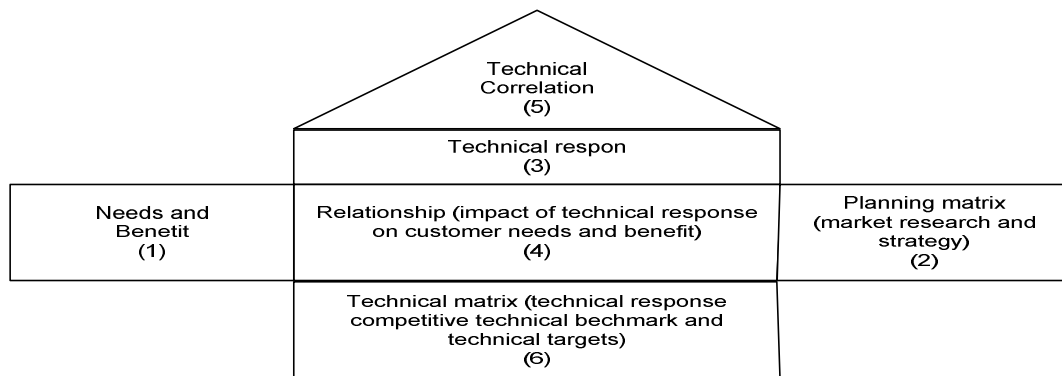 Technical
Correlation
(5)
Technical respon
(3)
Needs and
Benetit
(1)
Relationship (impact of technical response
on customer needs and benefit)
(4)
Planning matrix
(market research and
strategy)
(2)
Technical matrix (technical response
competitive technical bechmark and
technical targets)
(6)